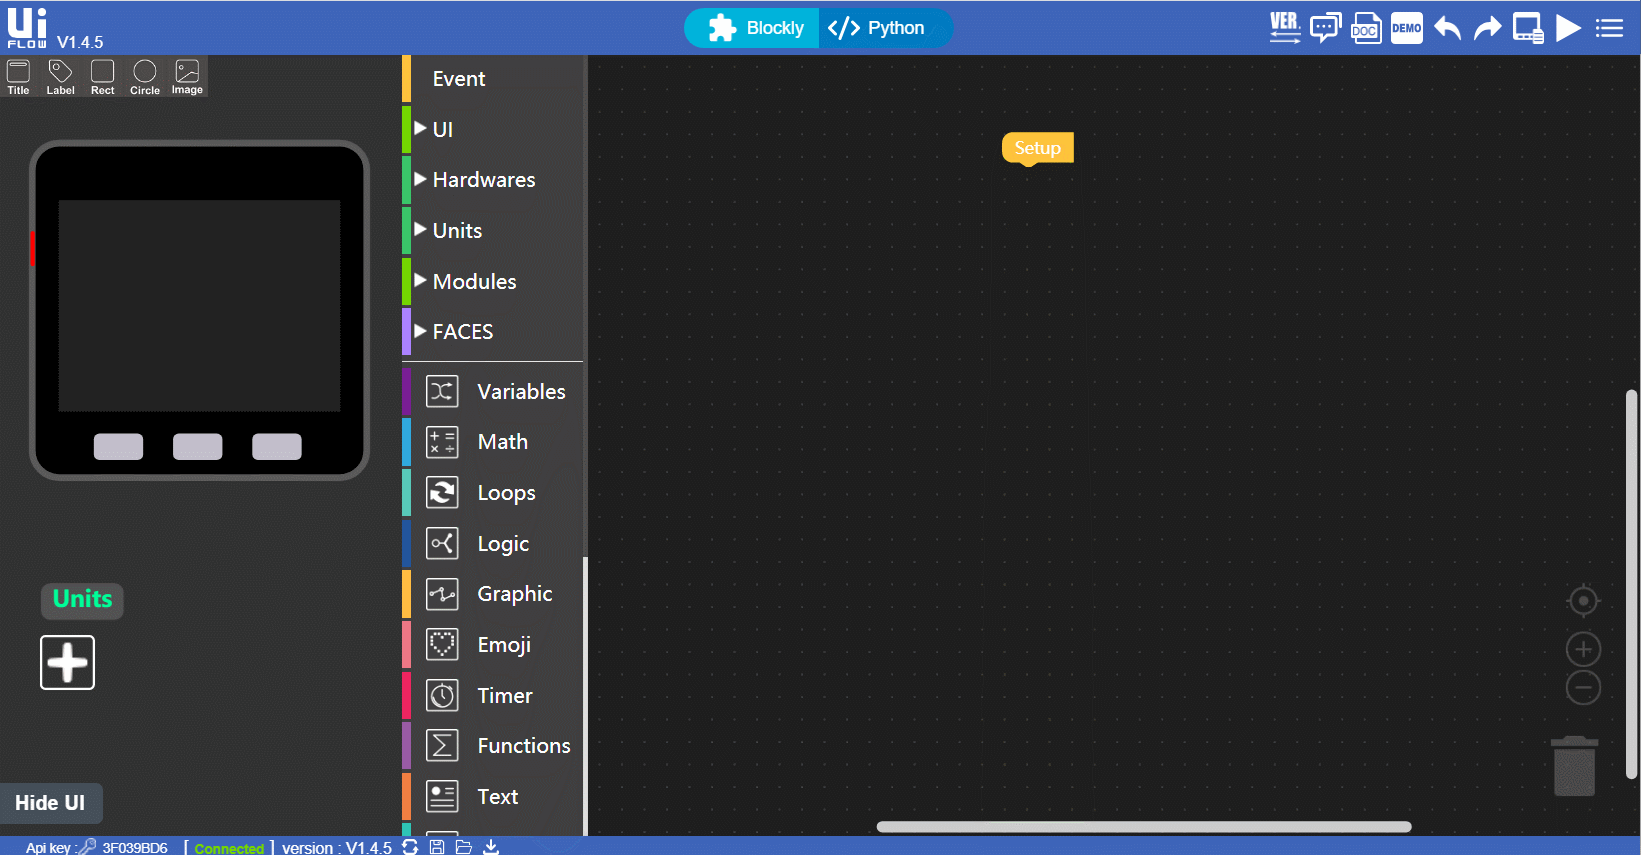 Ui
FLOW V1.4.5
Blockly
</> Python
VER.
DOC
DEMO
Title Label Rect Circle Image
Event
UI
Hardwares
Units
Modules
FACES
Variables
Math
Loops
Logic
Graphic
Emoji
Timer
Functions
Text
Setup
Units
Hide UI
Api key : 3F039BD6 [ Connected ] version : V1.4.5